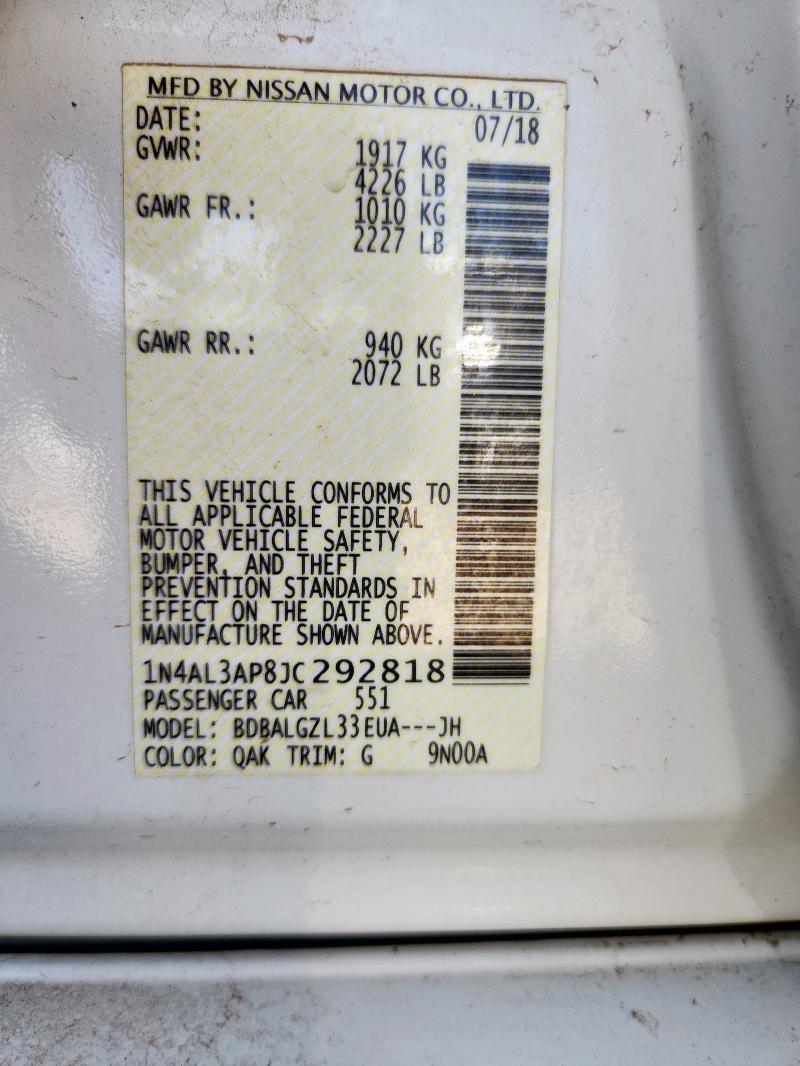 MFD BY NISSAN MOTOR CO., LTD.
DATE: 07/18
GVWR: 1917 KG
4226 LB
GAWR FR.: 1010 KG
2227 LB
GAWR RR.: 940 KG
2072 LB
THIS VEHICLE CONFORMS TO
ALL APPLICABLE FEDERAL
MOTOR VEHICLE SAFETY,
BUMPER, AND THEFT
PREVENTION STANDARDS IN
EFFECT ON THE DATE OF
MANUFACTURE SHOWN ABOVE.
1N4AL3AP8JC292818
PASSENGER CAR 551
MODEL: BDBALGZL33EUA---JH
COLOR: QAK TRIM: G 9N00A